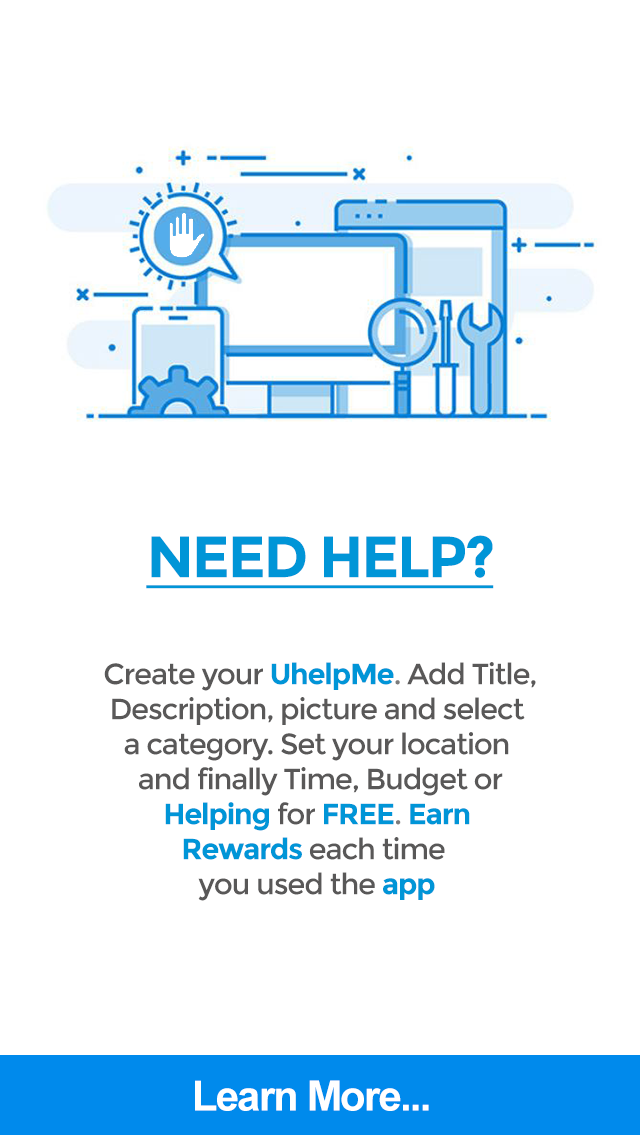 NEED HELP?
Create your UhelpMe. Add Title,
Description, picture and select
a category. Set your location
and finally Time, Budget or
Helping for FREE. Earn
Rewards each time
you used the app
Learn More...